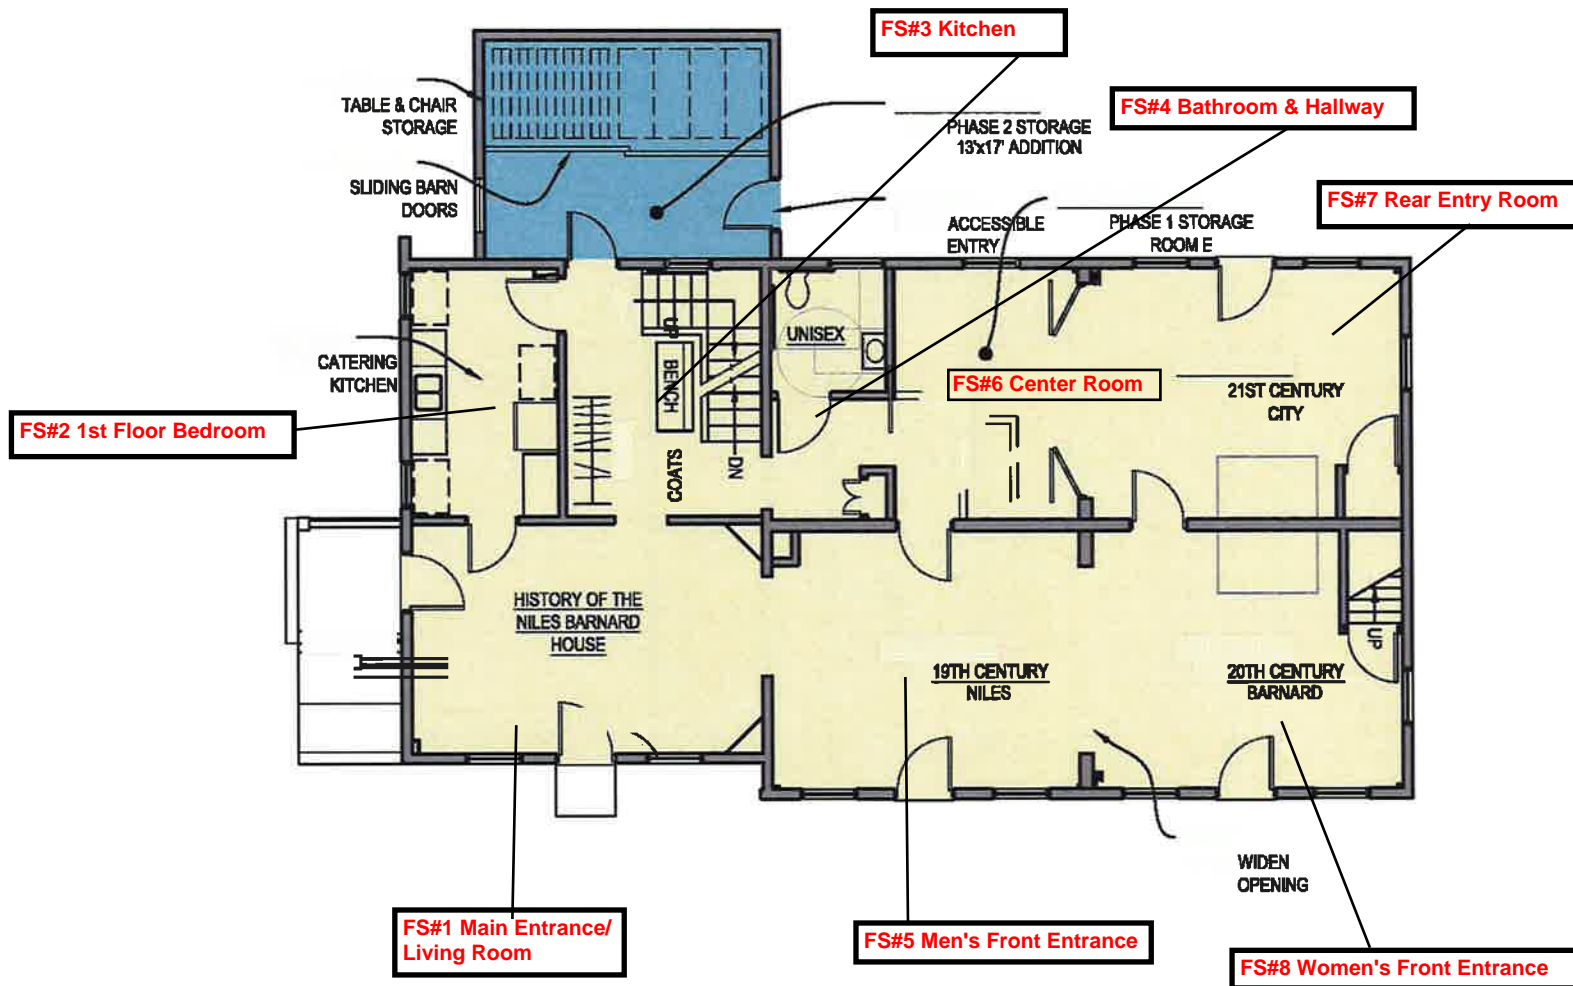 FS#3 Kitchen
TABLE & CHAIR
STORAGE
FS#4 Bathroom & Hallway
PHASE 2 STORAGE
13'x17' ADDITION
SLIDING BARN
DOORS
FS#7 Rear Entry Room
ACCESSIBLE
ENTRY
PHASE 1 STORAGE
ROOM E
UP
UNISEX
BENCH
CATERING
KITCHEN
FS#6 Center Room
21ST CENTURY
CITY
FS#2 1st Floor Bedroom
COATS
DN
HISTORY OF THE
NILES BARNARD
HOUSE
UP
19TH CENTURY
NILES
20TH CENTURY
BARNARD
WIDEN
OPENING
FS#1 Main Entrance/
Living Room
FS#5 Men's Front Entrance
FS#8 Women's Front Entrance